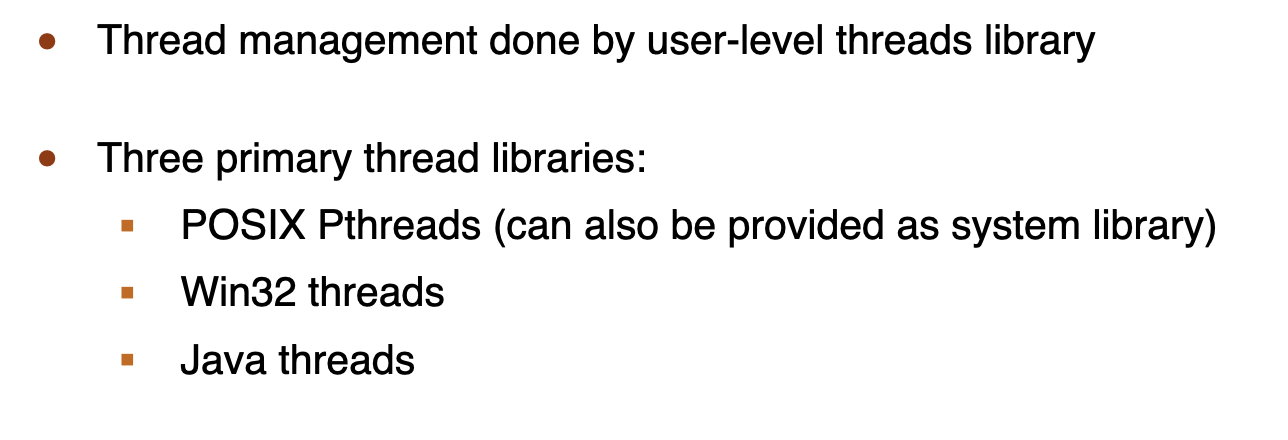 Thread management done by user-level threads library
Three primary thread libraries:
POSIX Pthreads (can also be provided as system library)
Win32 threads
Java threads